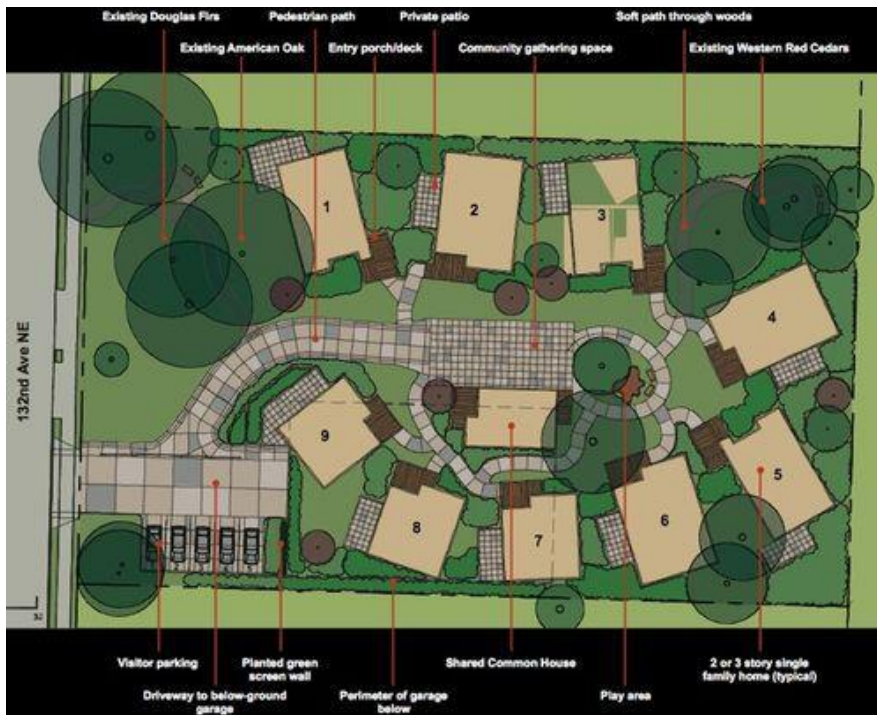 Existing Douglas Firs
Pedestrian path
Private patio
Soft path through woods
Existing American Oak
Entry porch/deck
Community gathering space
Existing Western Red Cedars
1
2
3
4
132nd Ave NE
9
5
6
8
7
Visitor parking
Planted green
screen wall
Shared Common House
2 or 3 story single
family home (typical)
Driveway to below-ground
garage
Perimeter of garage
below
Play area